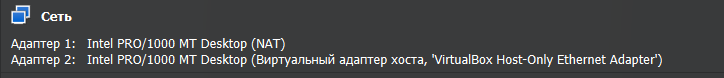 Сеть
Адаптер 1: Intel PRO/1000 MT Desktop (NAT)
Адаптер 2: Intel PRO/1000 MT Desktop (Виртуальный адаптер хоста, 'VirtualBox Host-Only Ethernet Adapter')